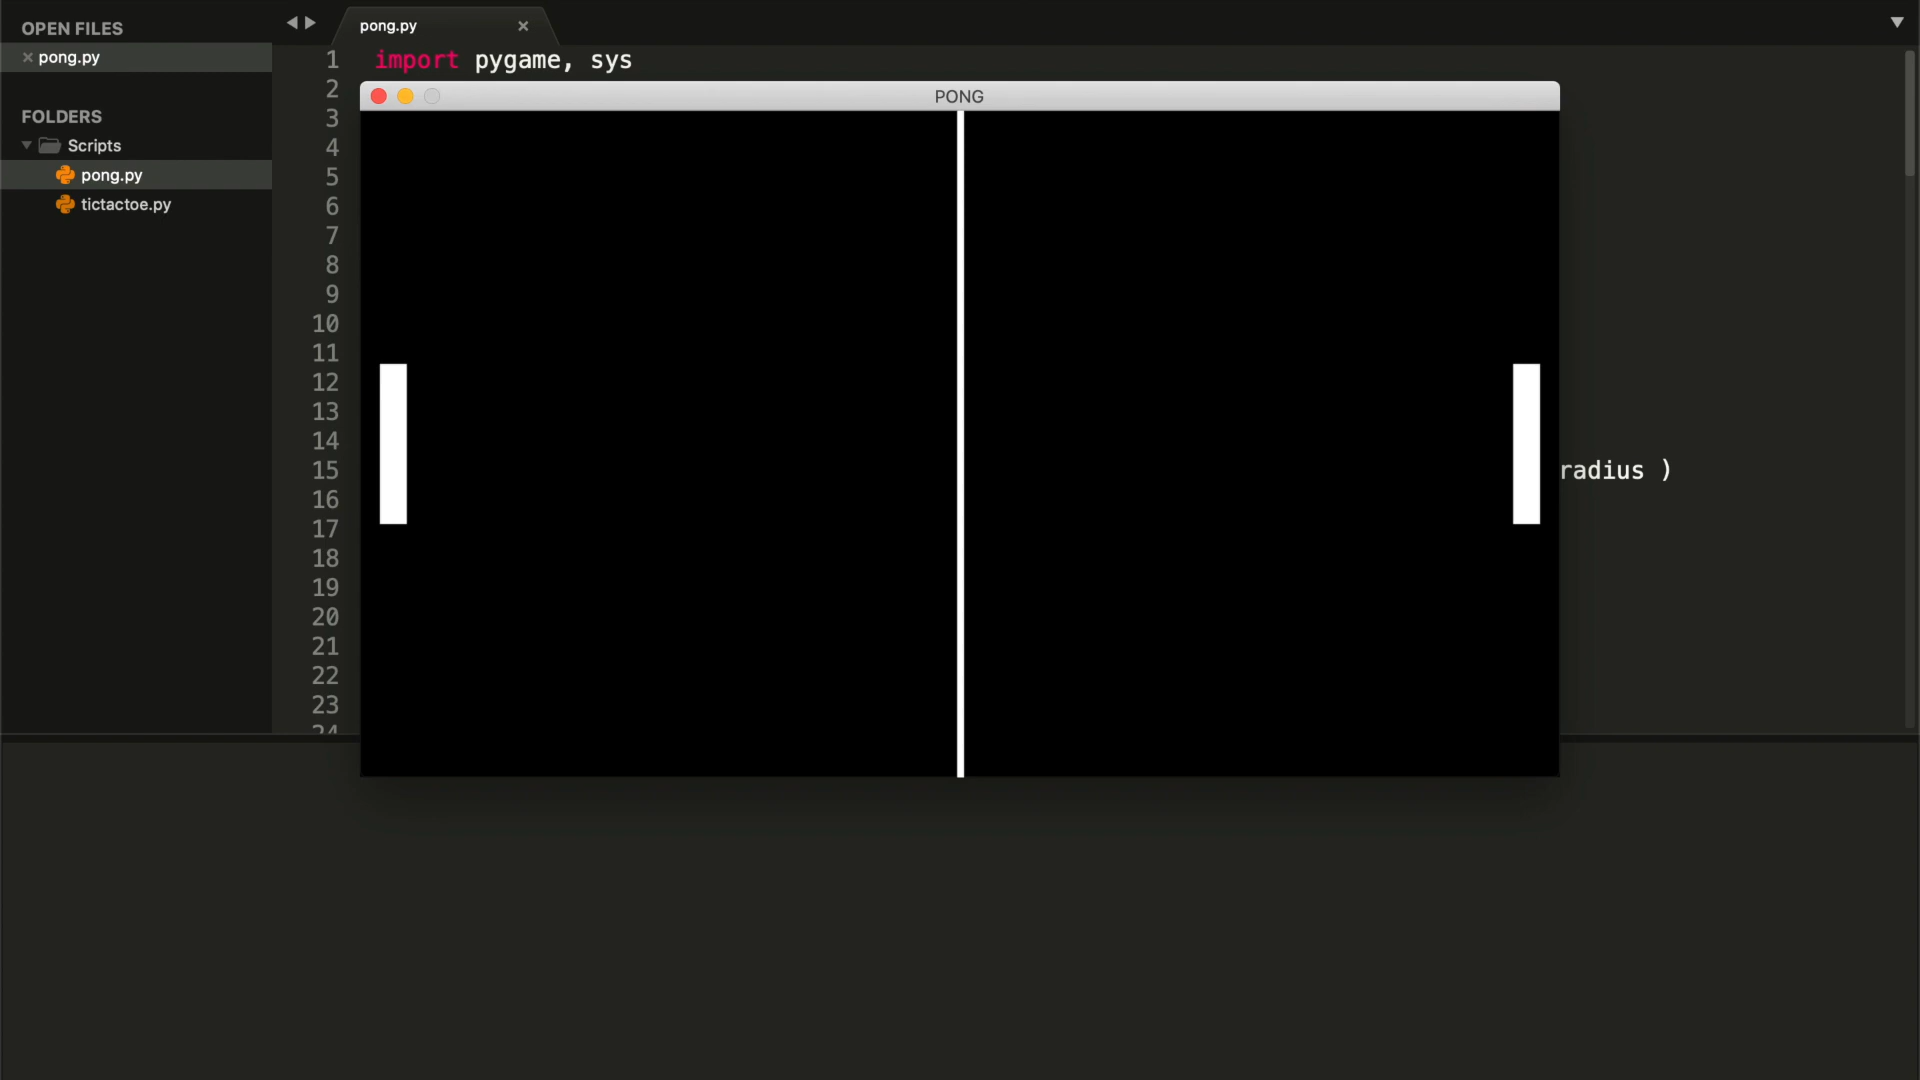 OPEN FILES
pong.py
FOLDERS
Scripts
pong.py
tictactoe.py
pong.py
1 import pygame, sys
2
PONG
3
4
5
6
7
8
9
10
11
12
13
14
15 radius )
16
17
18
19
20
21
22
23
24